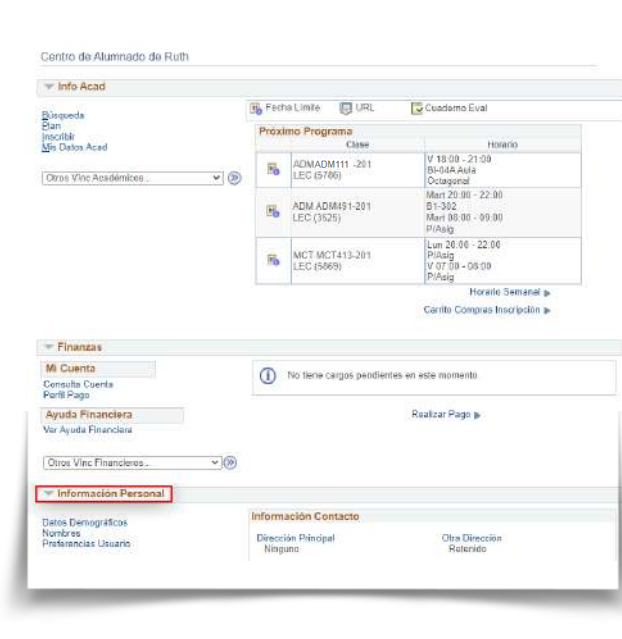 Centro de Alumnado de Ruth
Info Acad
Búsqueda
Plan
Inscribir
Mis Datos Acad
Otros Vínc Académicos...
Fecha Límite URL Cuaderno Eval
Próximo Programa
Clase Horario
ADMADM111 -201
LEC (5786)
V 18:00 - 21:00
BI-04A Aula
Octagonal
ADM ADM491-201
LEC (3525)
Mart 20:00 - 22:00
B1-302
Mart 08:00 - 09:00
P/Asig
MCT MCT413-201
LEC (5869)
Lun 20:00 - 22:00
P/Asig
V 07:00 - 08:00
P/Asig
Horario Semanal
Carrito Compras Inscripción
Finanzas
Mi Cuenta
Consulta Cuenta
Perfil Pago
No tiene cargos pendientes en este momento
Ayuda Financiera
Ver Ayuda Financiera
Realizar Pago
Otros Vínc Financieros...
Información Personal
Datos Demográficos
Nombres
Preferencias Usuario
Información Contacto
Dirección Principal
Ninguno
Otra Dirección
Retenido